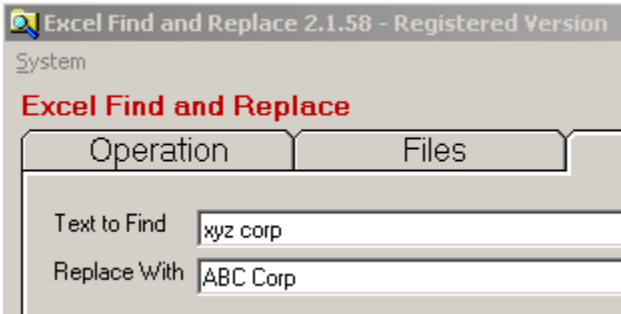 Excel Find and Replace 2.1.58 - Registered Version
System
Excel Find and Replace
Operation Files
Text to Find xyz corp
Replace With ABC Corp